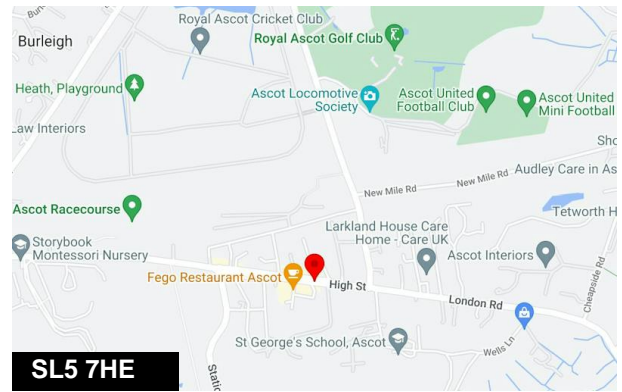 Royal Ascot Cricket Club
Burleigh
Royal Ascot Golf Club
Heath, Playground
Ascot Locomotive
Society
Ascot United
Football Club
Ascot United
Mini Football
Law Interiors
Sho
Audley Care in As
New Mile Rd
New Mile Rd
Ascot Racecourse
Larkland House Care
Home - Care UK
Tetworth H
Storybook
Montessori Nursery
Ascot Interiors
Cheapside Rd
Fego Restaurant Ascot
High St
London Rd
St George's School, Ascot
Wells Ln
Static
SL5 7HE